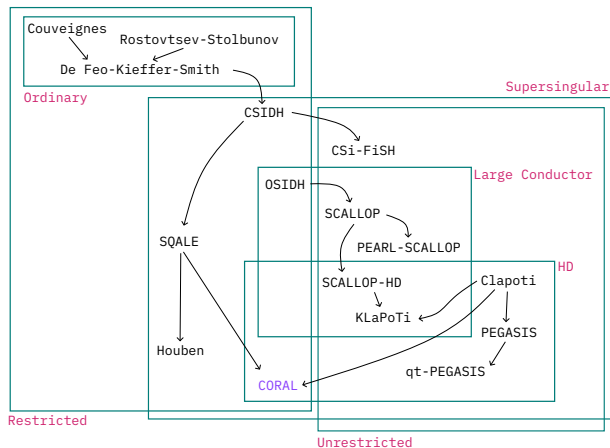 Couveignes
Rostovtsev-Stolbunov
De Feo-Kieffer-Smith
Ordinary
Supersingular
CSIDH
CSi-FiSH
Large Conductor
OSIDH
SCALLOP
SQALE
PEARL-SCALLOP
HD
SCALLOP-HD
Clapoti
KLaPoTi
PEGASIS
Houben
qt-PEGASIS
CORAL
Restricted
Unrestricted